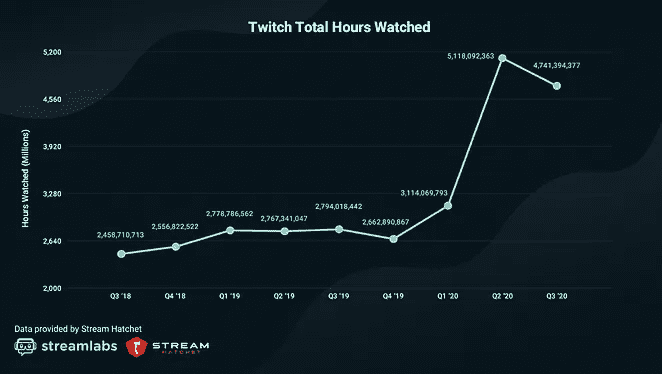 Twitch Total Hours Watched
Hours Watched (Millions)
5,200
4,560
3,920
3,280
2,640
2,000
2,458,710,713
2,556,822,522
2,778,786,562
2,767,341,047
2,794,018,442
2,662,890,867
3,114,069,793
5,118,092,363
4,741,394,377
Q3 '18
Q4 '18
Q1 '19
Q2 '19
Q3 '19
Q4 '19
Q1 '20
Q2 '20
Q3 '20
Data provided by Stream Hatchet
streamlabs
STREAM
HATCHET